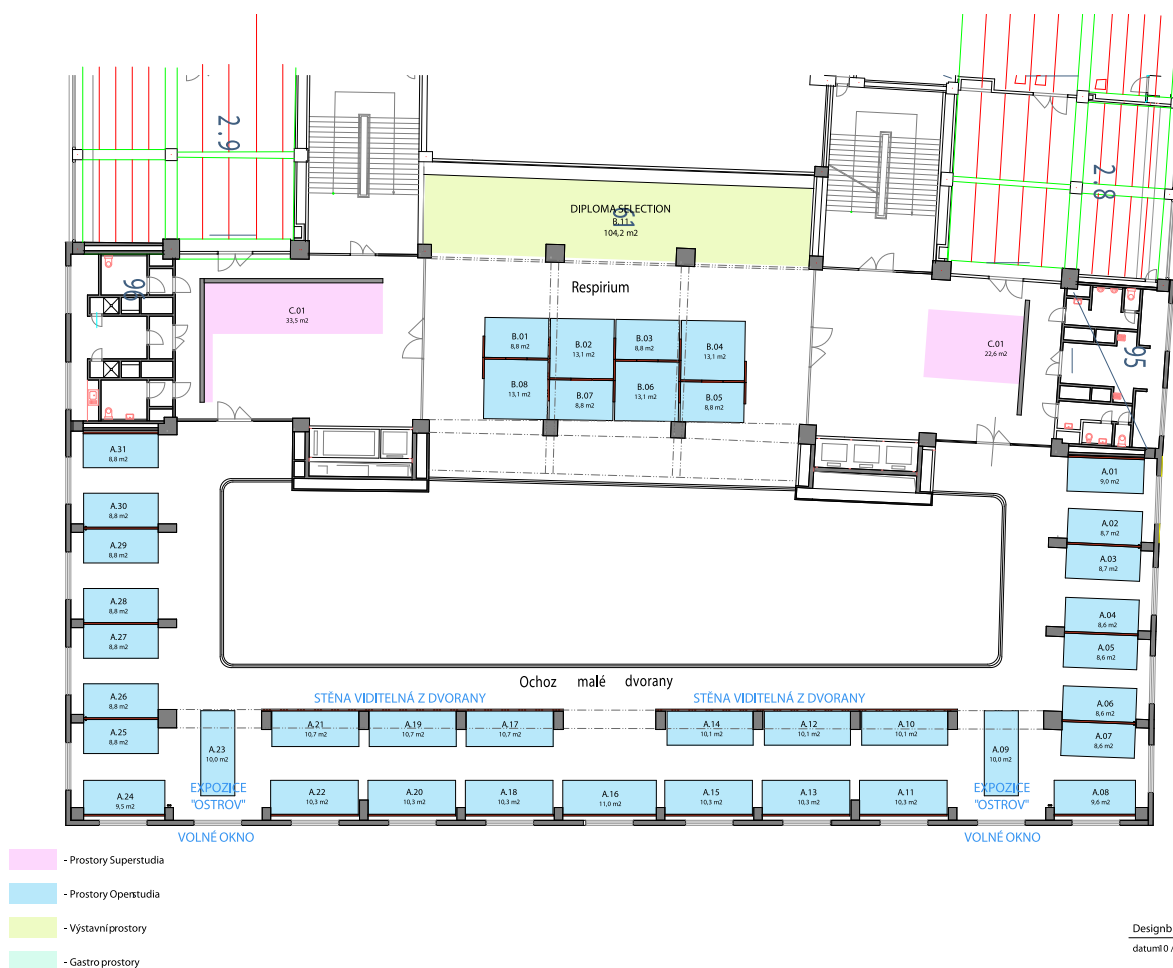 2.9
2.8
DIPLOMA SELECTION
B.11
61
104,2 m2
96
95
Respirium
C.01
33,5 m2
C.01
22,6 m2
B.01
8,8 m2
B.02
13,1 m2
B.03
8,8 m2
B.04
13,1 m2
B.08
13,1 m2
B.07
8,8 m2
B.06
13,1 m2
B.05
8,8 m2
A.31
8,8 m2
A.30
8,8 m2
A.29
8,8 m2
A.28
8,8 m2
A.27
8,8 m2
A.26
8,8 m2
A.25
8,8 m2
A.24
9,5 m2
A.01
9,0 m2
A.02
8,7 m2
A.03
8,7 m2
A.04
8,6 m2
A.05
8,6 m2
A.06
8,6 m2
A.07
8,6 m2
A.08
9,6 m2
Ochoz malé dvorany
STĚNA VIDITELNÁ Z DVORANY
STĚNA VIDITELNÁ Z DVORANY
A.23
10,0 m2
A.21
10,7 m2
A.19
10,7 m2
A.17
10,7 m2
A.14
10,1 m2
A.12
10,1 m2
A.10
10,1 m2
A.09
10,0 m2
EXPOZICE
"OSTROV"
EXPOZICE
"OSTROV"
A.22
10,3 m2
A.20
10,3 m2
A.18
10,3 m2
A.16
11,0 m2
A.15
10,3 m2
A.13
10,3 m2
A.11
10,3 m2
VOLNÉ OKNO
VOLNÉ OKNO
- Prostory Superstudia
- Prostory Openstudia
- Výstavní prostory
- Gastro prostory
Designb
datum10 /